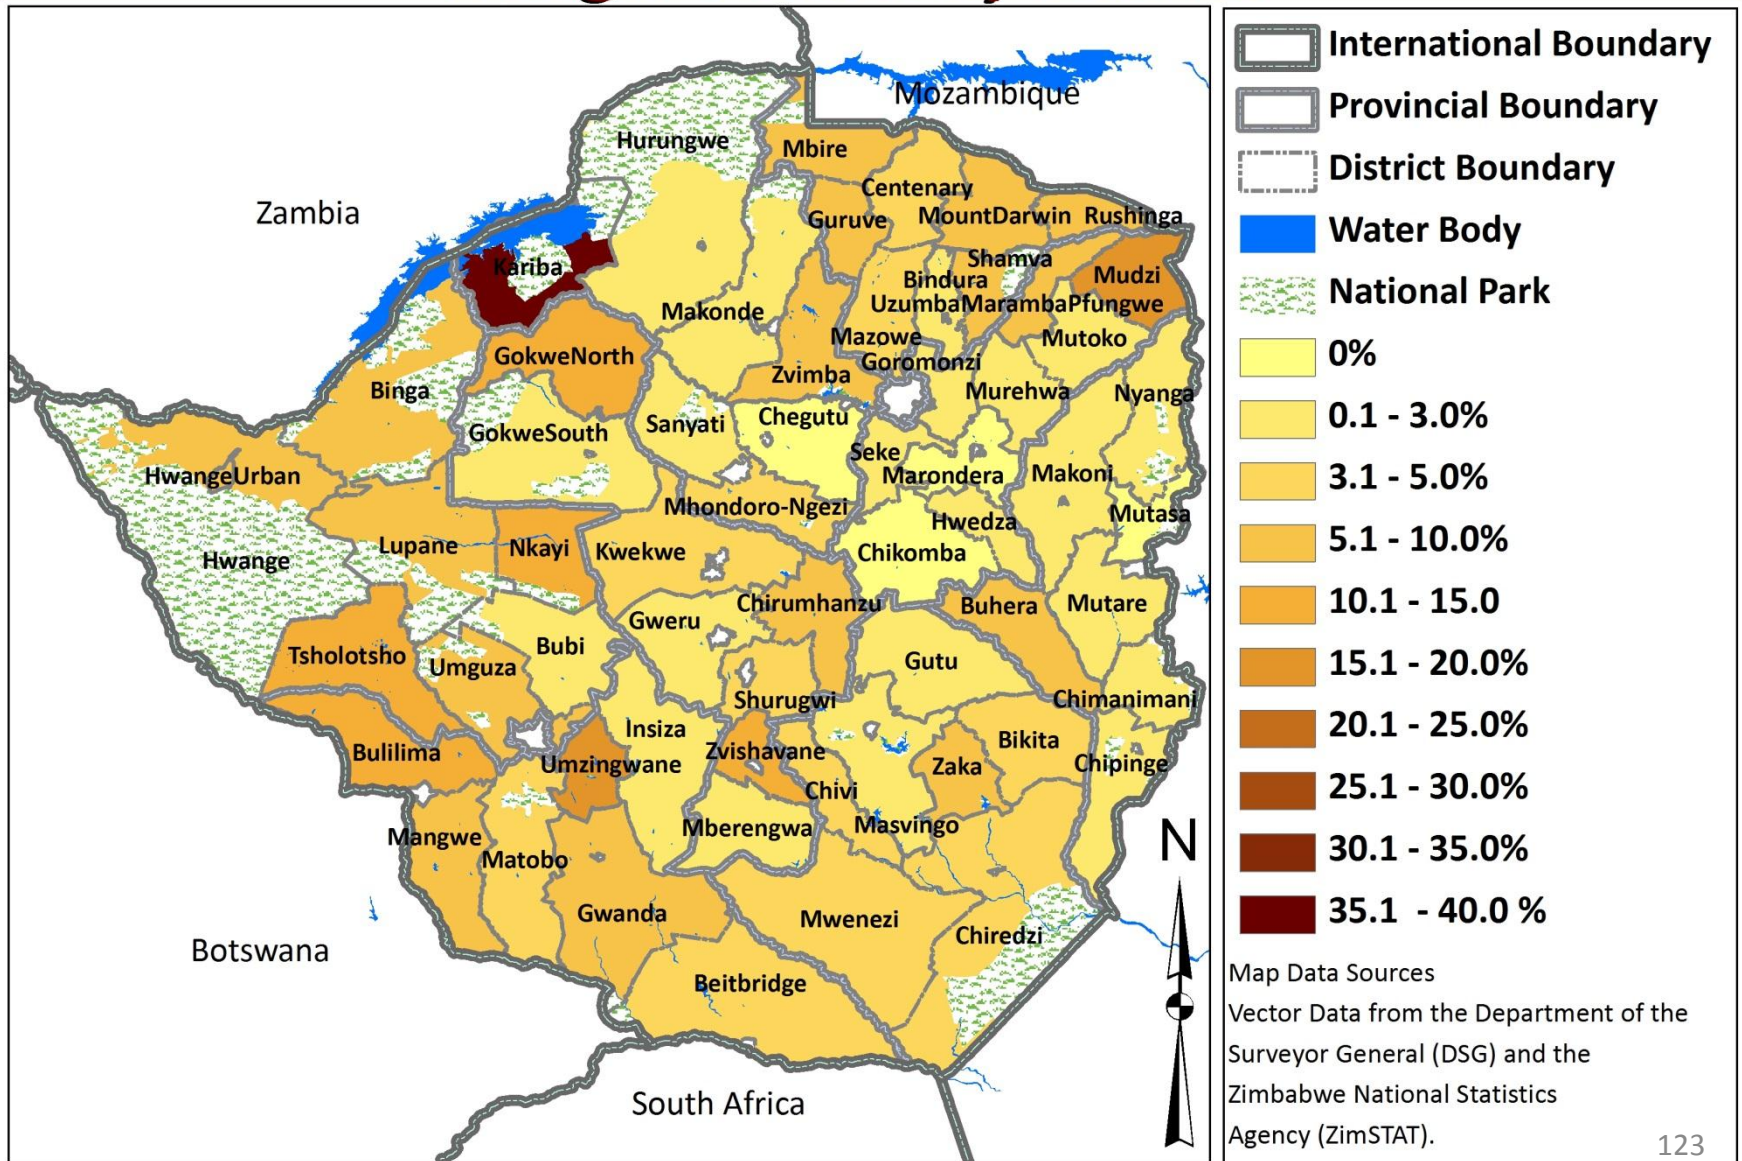 Zambia
Mozambique
Hurungwe
Mbire
Centenary
Guruve
MountDarwin
Rushinga
Kariba
Shamva
Mudzi
Bindura
Makonde
UzumbaMarambaPfungwe
Mazowe
Mutoko
GokweNorth
Goromonzi
Zvimba
Binga
Murehwa
Nyanga
Chegutu
Sanyati
GokweSouth
Seke
HwangeUrban
Marondera
Makoni
Mhondoro-Ngezi
Hwedza
Mutasa
Lupane
Nkayi
Kwekwe
Chikomba
Hwange
Chirumhanzu
Buhera
Mutare
Gweru
Bubi
Tsholotsho
Umguza
Gutu
Shurugwi
Chimanimani
Insiza
Bikita
Bulilima
Umzingwane
Zvishavane
Zaka
Chipinge
Chivi
Mberengwa
Masvingo
Mangwe
Matobo
Gwanda
Mwenezi
Chiredzi
Botswana
Beitbridge
South Africa
N
International Boundary
Provincial Boundary
District Boundary
Water Body
National Park
0%
0.1 - 3.0%
3.1 - 5.0%
5.1 - 10.0%
10.1 - 15.0
15.1 - 20.0%
20.1 - 25.0%
25.1 - 30.0%
30.1 - 35.0%
35.1 - 40.0 %
Map Data Sources
Vector Data from the Department of the
Surveyor General (DSG) and the
Zimbabwe National Statistics
Agency (ZimSTAT).
123